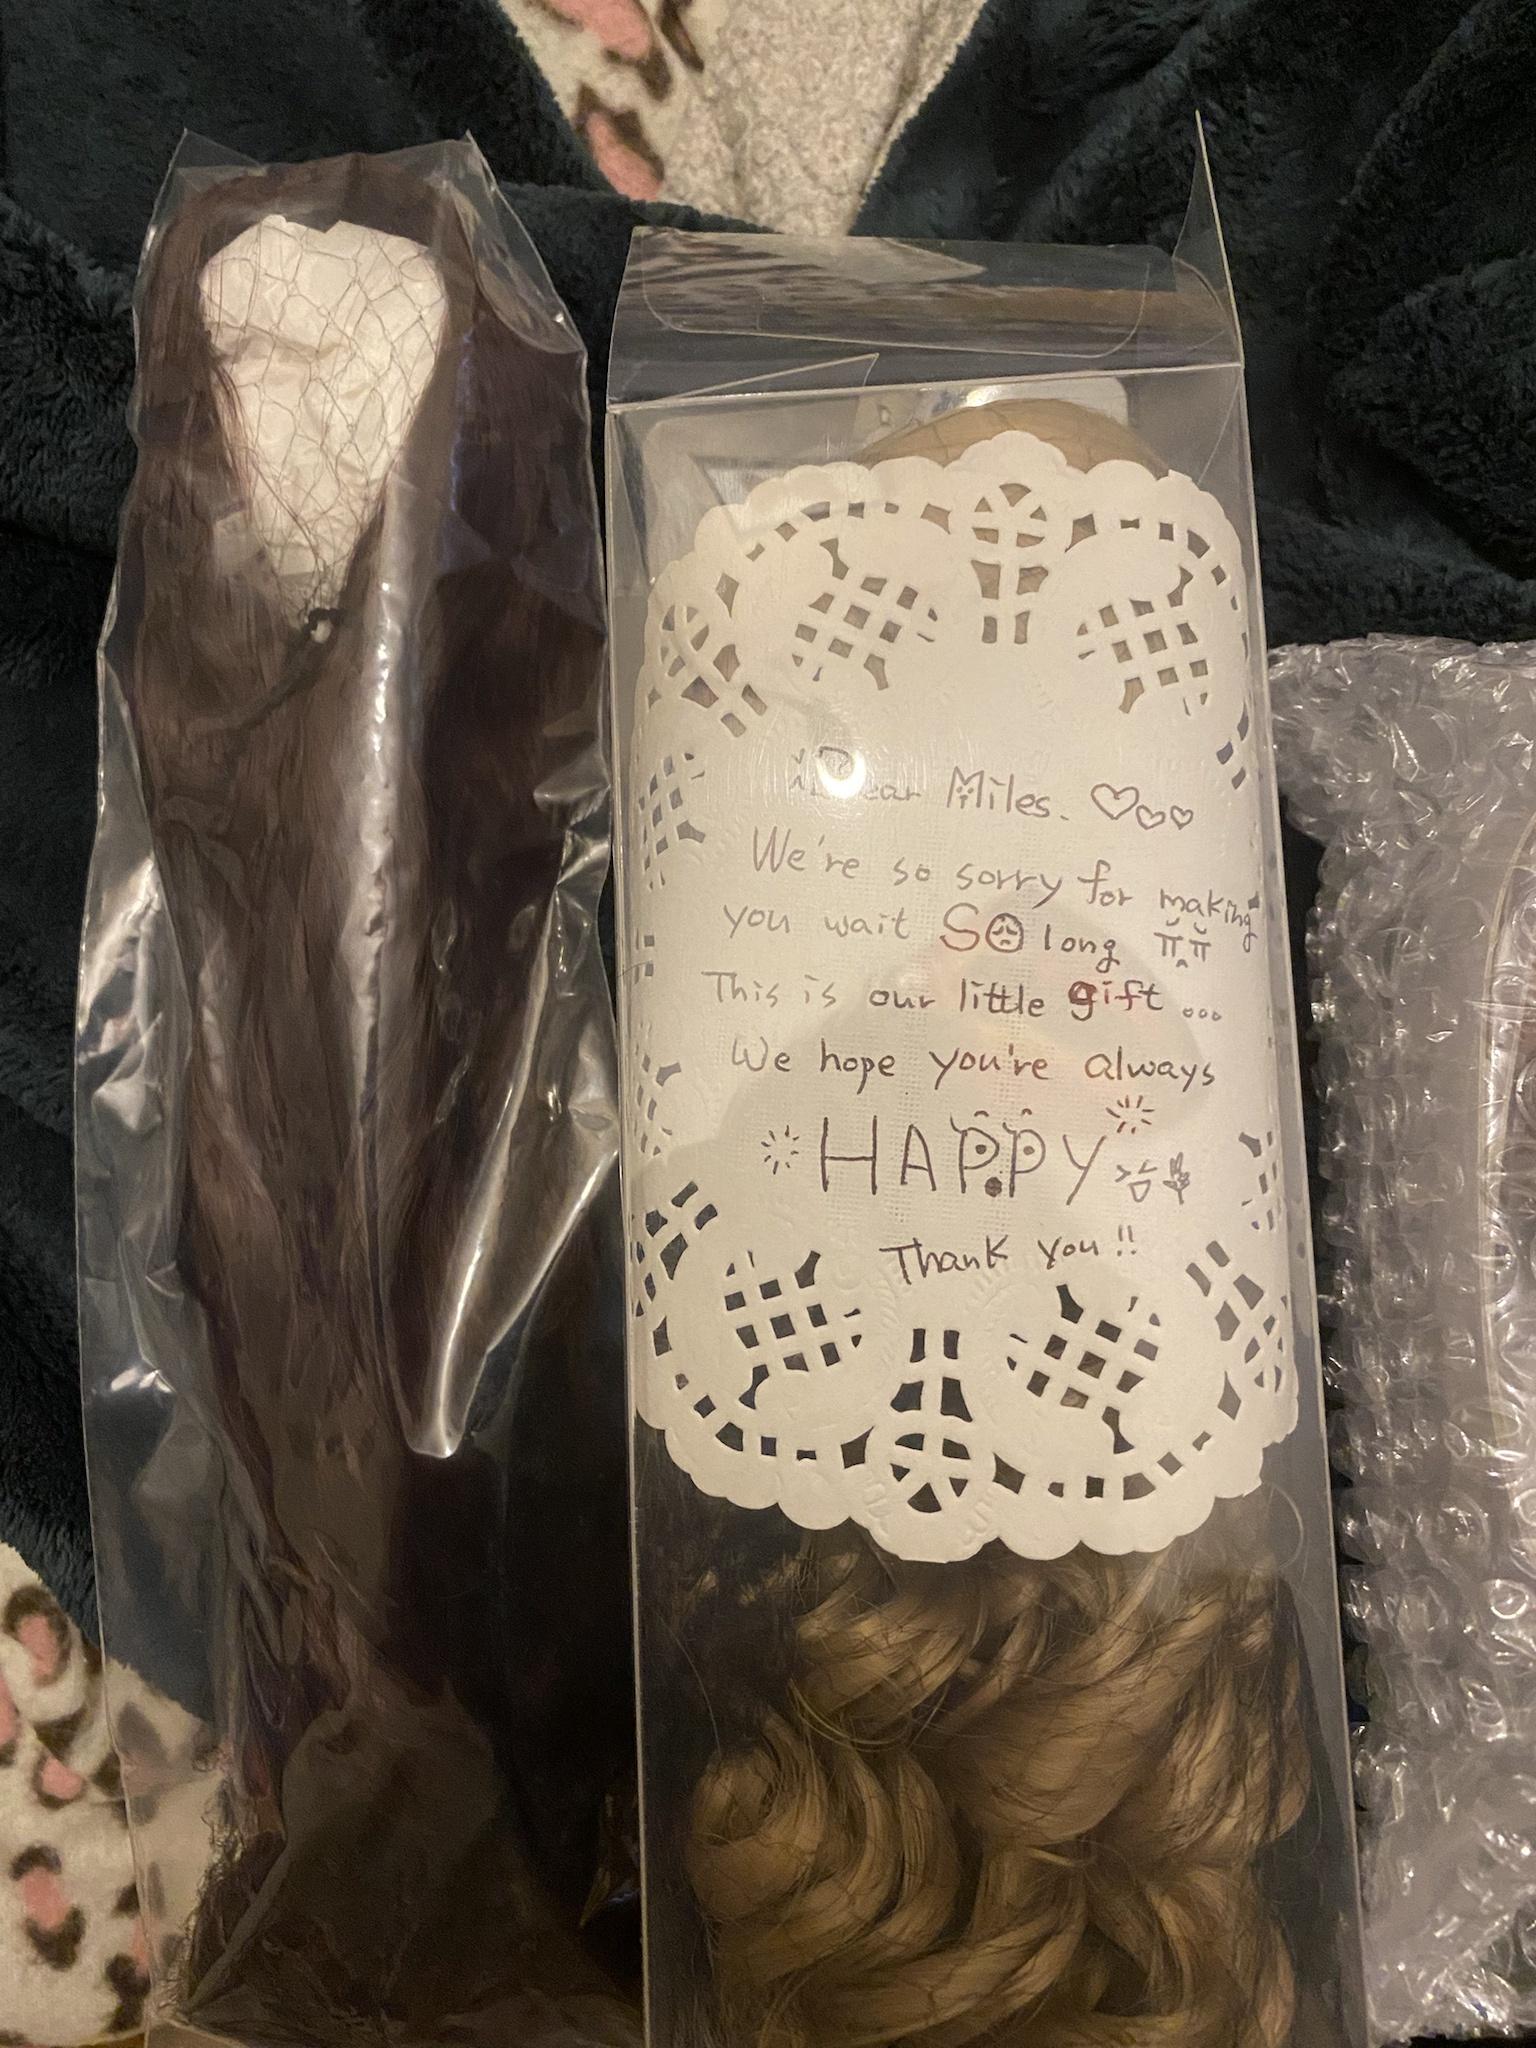 Dear Miles. ♡♡♡
We're so sorry for making
you wait SO long ㅠㅠ
This is our little gift...
We hope you're always
HAPPY
Thank you!!